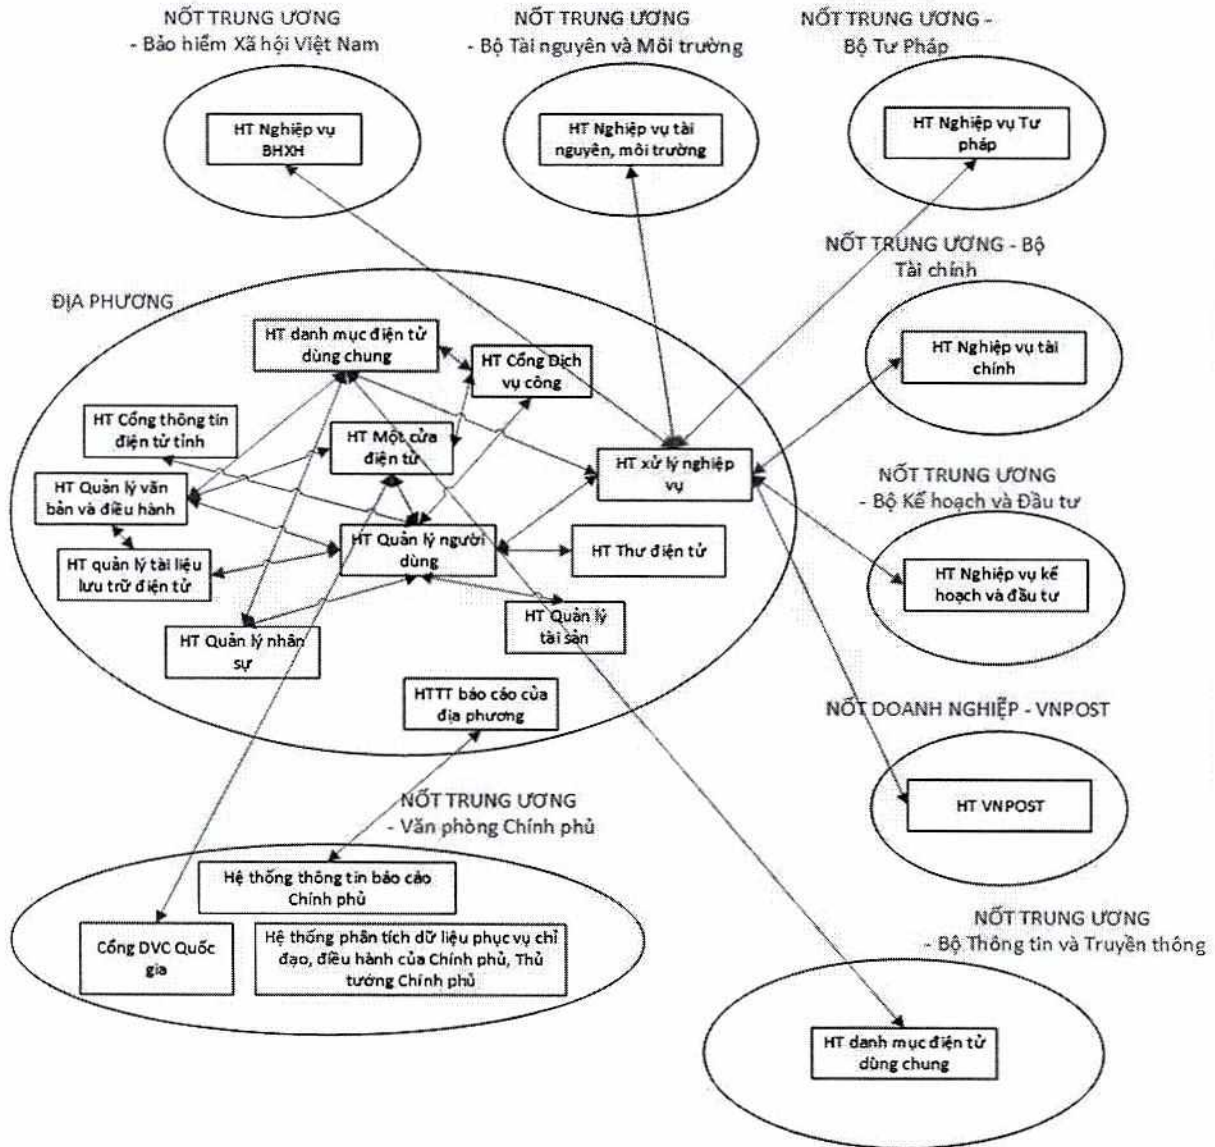 NỐT TRUNG ƯƠNG
- Bảo hiểm Xã hội Việt Nam
NỐT TRUNG ƯƠNG
- Bộ Tài nguyên và Môi trường
NỐT TRUNG ƯƠNG -
Bộ Tư Pháp
HT Nghiệp vụ
BHXH
HT Nghiệp vụ tài
nguyên, môi trường
HT Nghiệp vụ Tư
pháp
NỐT TRUNG ƯƠNG - Bộ
Tài chính
HT Nghiệp vụ tài
chính
ĐỊA PHƯƠNG
HT danh mục điện tử
dùng chung
HT Cổng Dịch
vụ công
HT Cổng thông tin
điện tử tỉnh
HT Một cửa
điện tử
HT xử lý nghiệp
vụ
HT Quản lý văn
bản và điều hành
HT Quản lý người
dùng
HT Thư điện tử
HT quản lý tài liệu
lưu trữ điện tử
HT Quản lý
tài sản
HT Quản lý nhân
sự
HTTT báo cáo của
địa phương
NỐT TRUNG ƯƠNG
- Bộ Kế hoạch và Đầu tư
HT Nghiệp vụ kế
hoạch và đầu tư
NỐT DOANH NGHIỆP - VNPOST
HT VNPOST
NỐT TRUNG ƯƠNG
- Văn phòng Chính phủ
Hệ thống thông tin báo cáo
Chính phủ
Cổng DVC Quốc
gia
Hệ thống phân tích dữ liệu phục vụ chỉ
đạo, điều hành của Chính phủ, Thủ
tướng Chính phủ
NỐT TRUNG ƯƠNG
- Bộ Thông tin và Truyền thông
HT danh mục điện tử
dùng chung